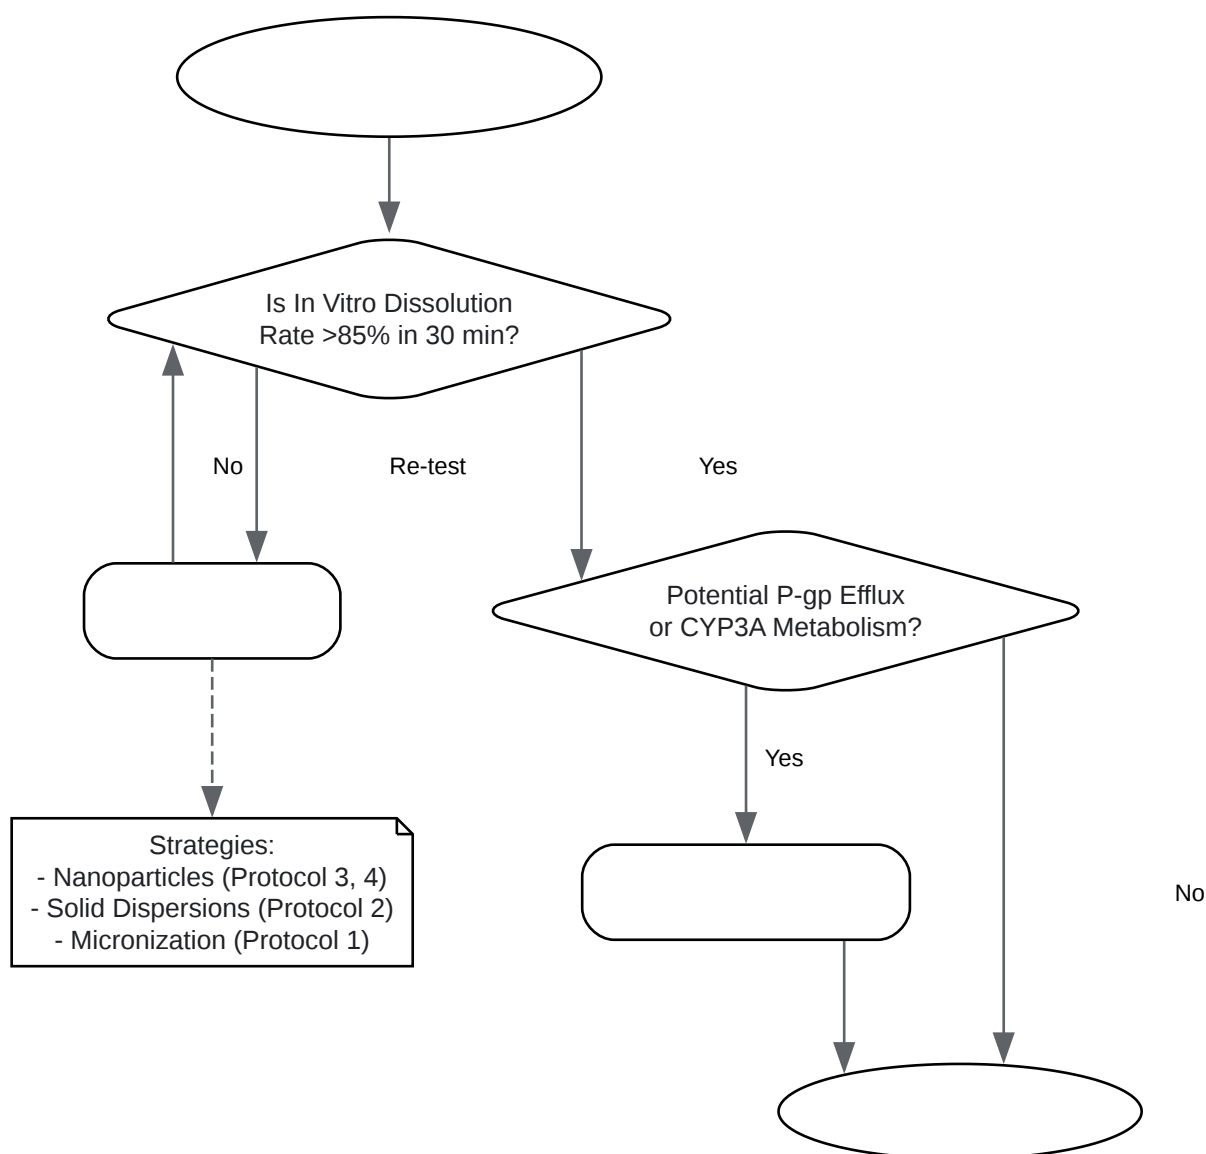 Is In Vitro Dissolution
Rate >85% in 30 min?
No
Re-test
Yes
Potential P-gp Efflux
or CYP3A Metabolism?
Yes
Strategies:
- Nanoparticles (Protocol 3, 4)
- Solid Dispersions (Protocol 2)
- Micronization (Protocol 1)
No